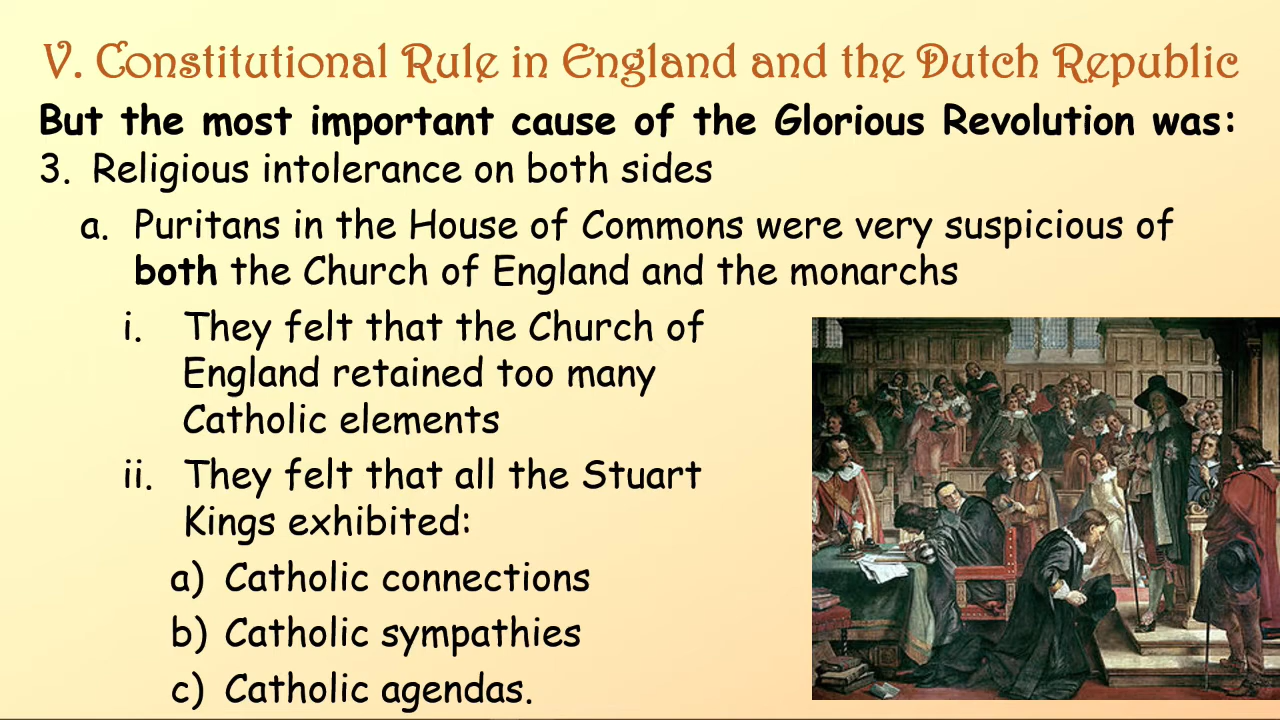 V. Constitutional Rule in England and the Dutch Republic
But the most important cause of the Glorious Revolution was:
3. Religious intolerance on both sides
a. Puritans in the House of Commons were very suspicious of
both the Church of England and the monarchs
i. They felt that the Church of
England retained too many
Catholic elements
ii. They felt that all the Stuart
Kings exhibited:
a) Catholic connections
b) Catholic sympathies
c) Catholic agendas.